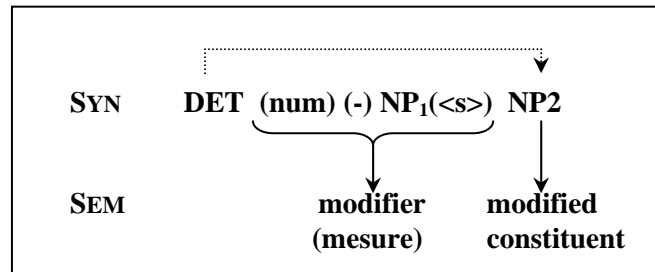 SYN DET (num) (-) NP₁(<s>) NP2
SEM modifier modified
(mesure) constituent